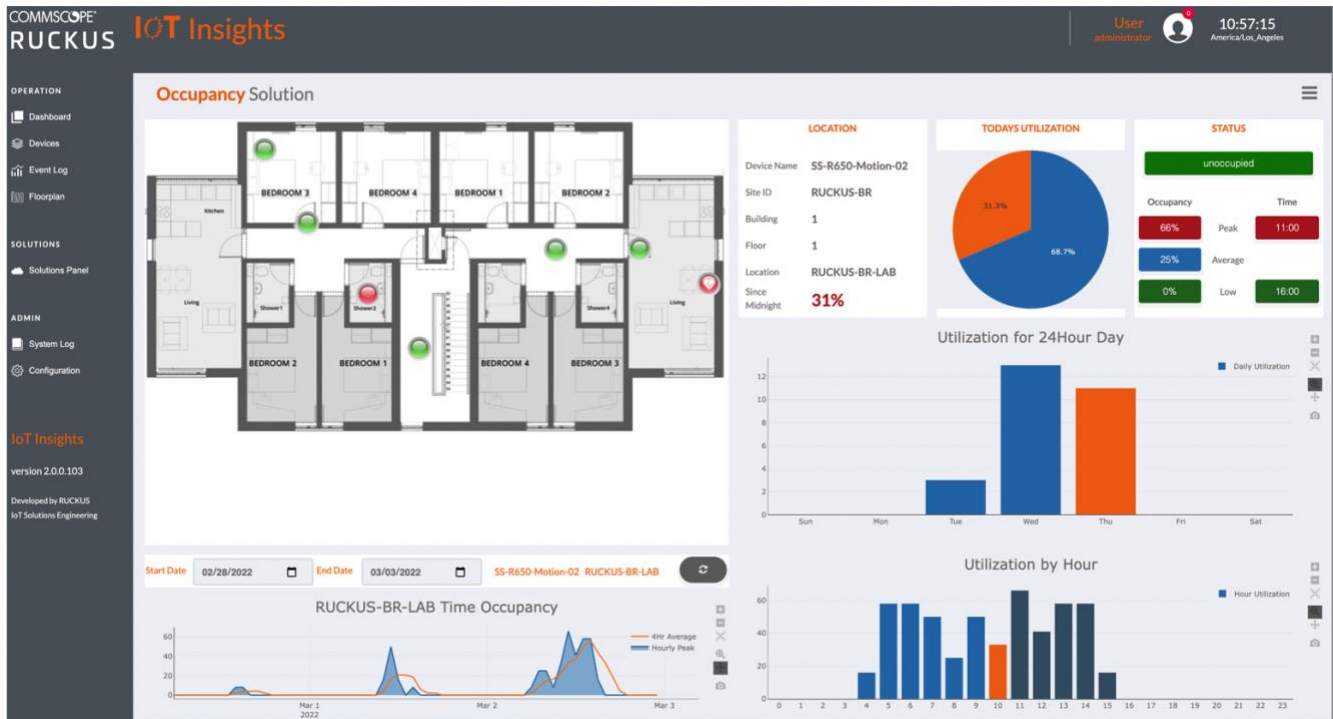 COMMSCOPE
RUCKUS
IOT Insights
User
administrator
0
10:57:15
America/Los_Angeles
OPERATION
Dashboard
Devices
Event Log
Floorplan
SOLUTIONS
Solutions Panel
ADMIN
System Log
Configuration
IoT Insights
version 2.0.0.103
Developed by RUCKUS
IoT Solutions Engineering
Occupancy Solution
BEDROOM 3
BEDROOM 4
BEDROOM 1
BEDROOM 2
Kitchen
Living
Shower1
Shower2
Shower4
Living
BEDROOM 2
BEDROOM 1
BEDROOM 4
BEDROOM 3
LOCATION
Device Name SS-R650-Motion-02
Site ID RUCKUS-BR
Building 1
Floor 1
Location RUCKUS-BR-LAB
Since
Midnight 31%
TODAYS UTILIZATION
31.3%
68.7%
STATUS
unoccupied
Occupancy Time
66% Peak 11:00
25% Average
0% Low 16:00
Utilization for 24Hour Day
Daily Utilization
12
10
8
6
4
2
0
Sun Mon Tue Wed Thu Fri Sat
Start Date 02/28/2022 End Date 03/03/2022 SS-R650-Motion-02 RUCKUS-BR-LAB
RUCKUS-BR-LAB Time Occupancy
4Hr Average
Hourly Peak
60
40
20
0
Mar 1 Mar 2 Mar 3
2022
Utilization by Hour
Hour Utilization
60
40
20
0
0 1 2 3 4 5 6 7 8 9 10 11 12 13 14 15 16 17 18 19 20 21 22 23